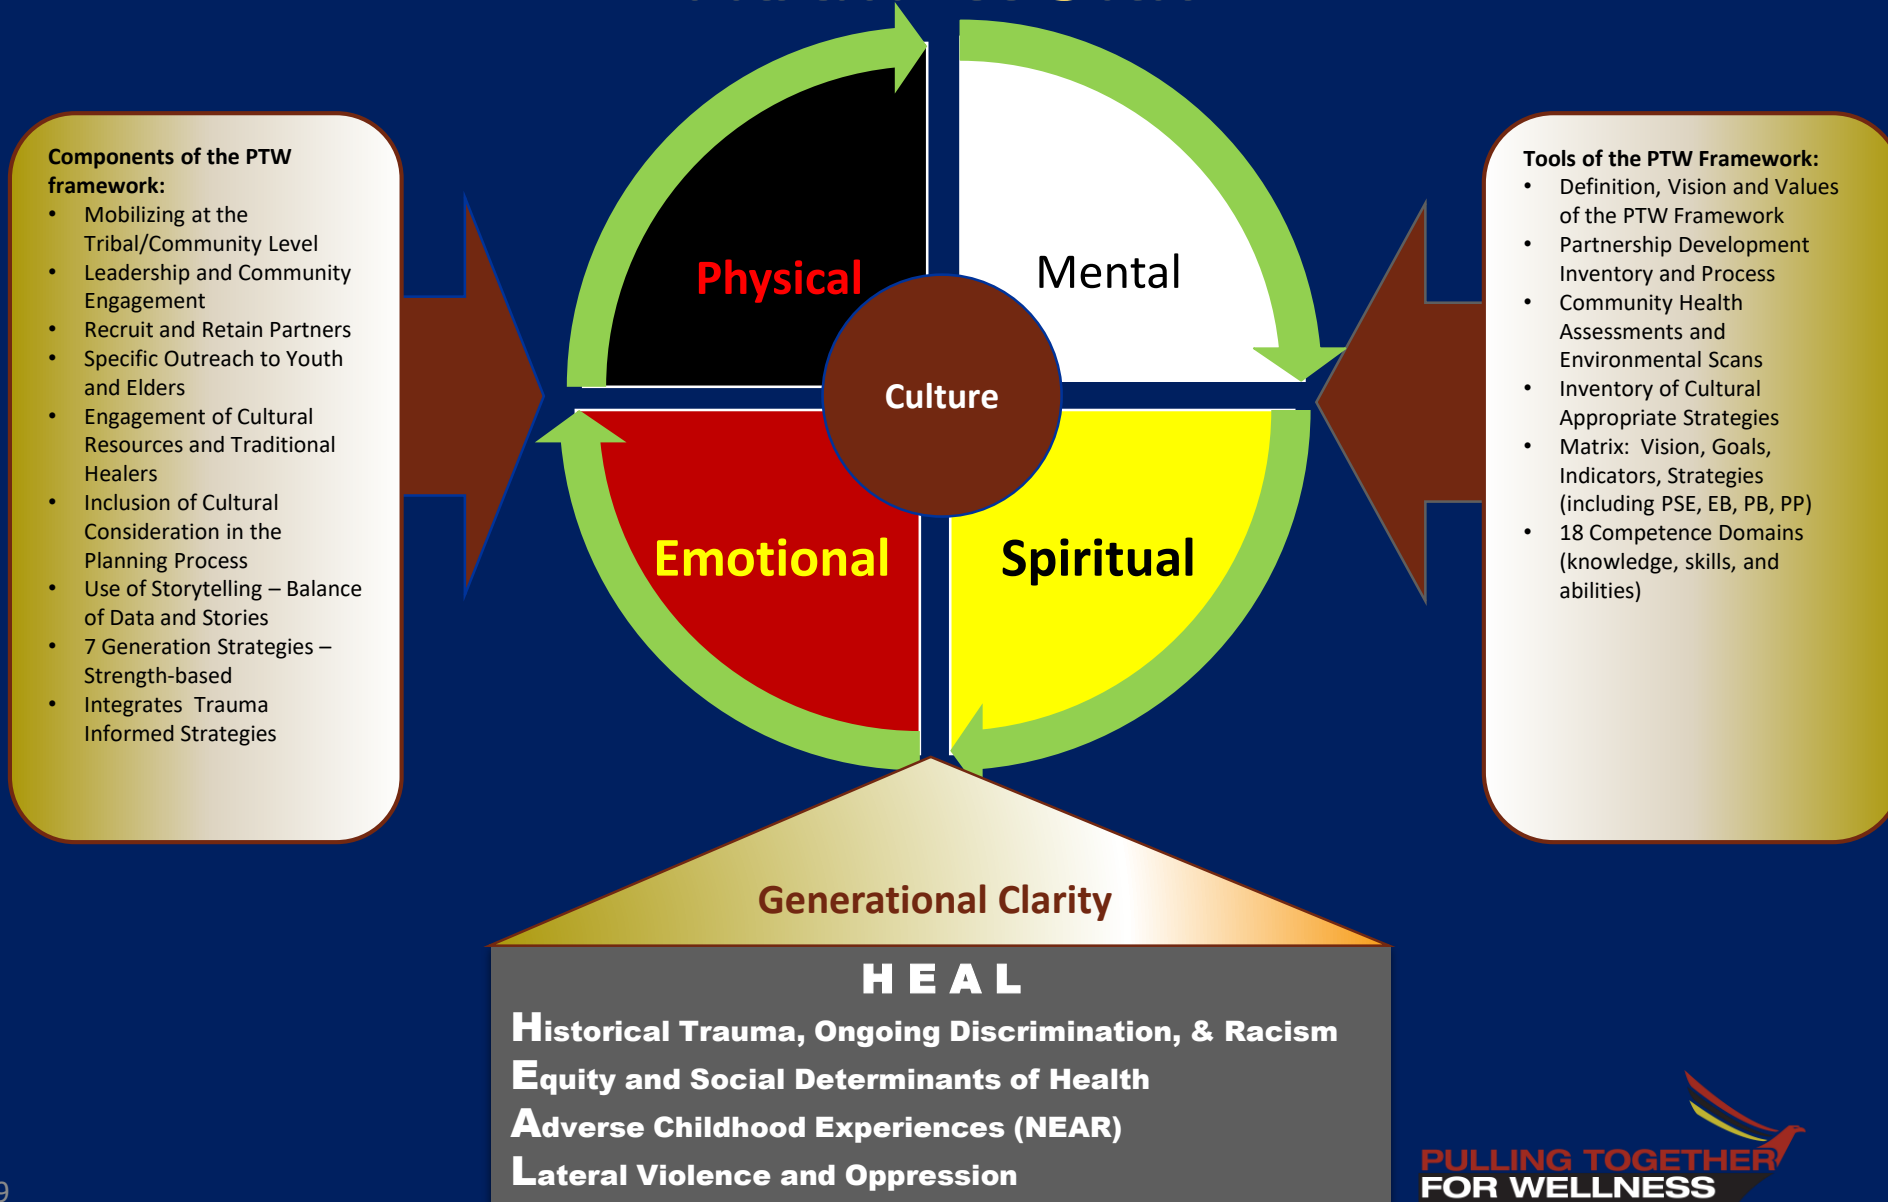 Components of the PTW
framework:
• Mobilizing at the
Tribal/Community Level
• Leadership and Community
Engagement
• Recruit and Retain Partners
• Specific Outreach to Youth
and Elders
• Engagement of Cultural
Resources and Traditional
Healers
• Inclusion of Cultural
Consideration in the
Planning Process
• Use of Storytelling – Balance
of Data and Stories
• 7 Generation Strategies –
Strength-based
• Integrates Trauma
Informed Strategies
Physical
Mental
Culture
Emotional
Spiritual
Tools of the PTW Framework:
• Definition, Vision and Values
of the PTW Framework
• Partnership Development
Inventory and Process
• Community Health
Assessments and
Environmental Scans
• Inventory of Cultural
Appropriate Strategies
• Matrix: Vision, Goals,
Indicators, Strategies
(including PSE, EB, PB, PP)
• 18 Competence Domains
(knowledge, skills, and
abilities)
Generational Clarity
H E A L
Historical Trauma, Ongoing Discrimination, & Racism
Equity and Social Determinants of Health
Adverse Childhood Experiences (NEAR)
Lateral Violence and Oppression
PULLING TOGETHER
FOR WELLNESS
9